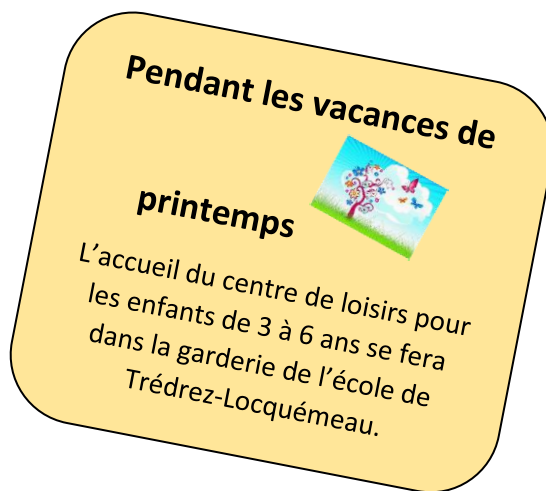 Pendant les vacances de
printemps
L’accueil du centre de loisirs pour
les enfants de 3 à 6 ans se fera
dans la garderie de l’école de
Trédrez-Locquémeau.